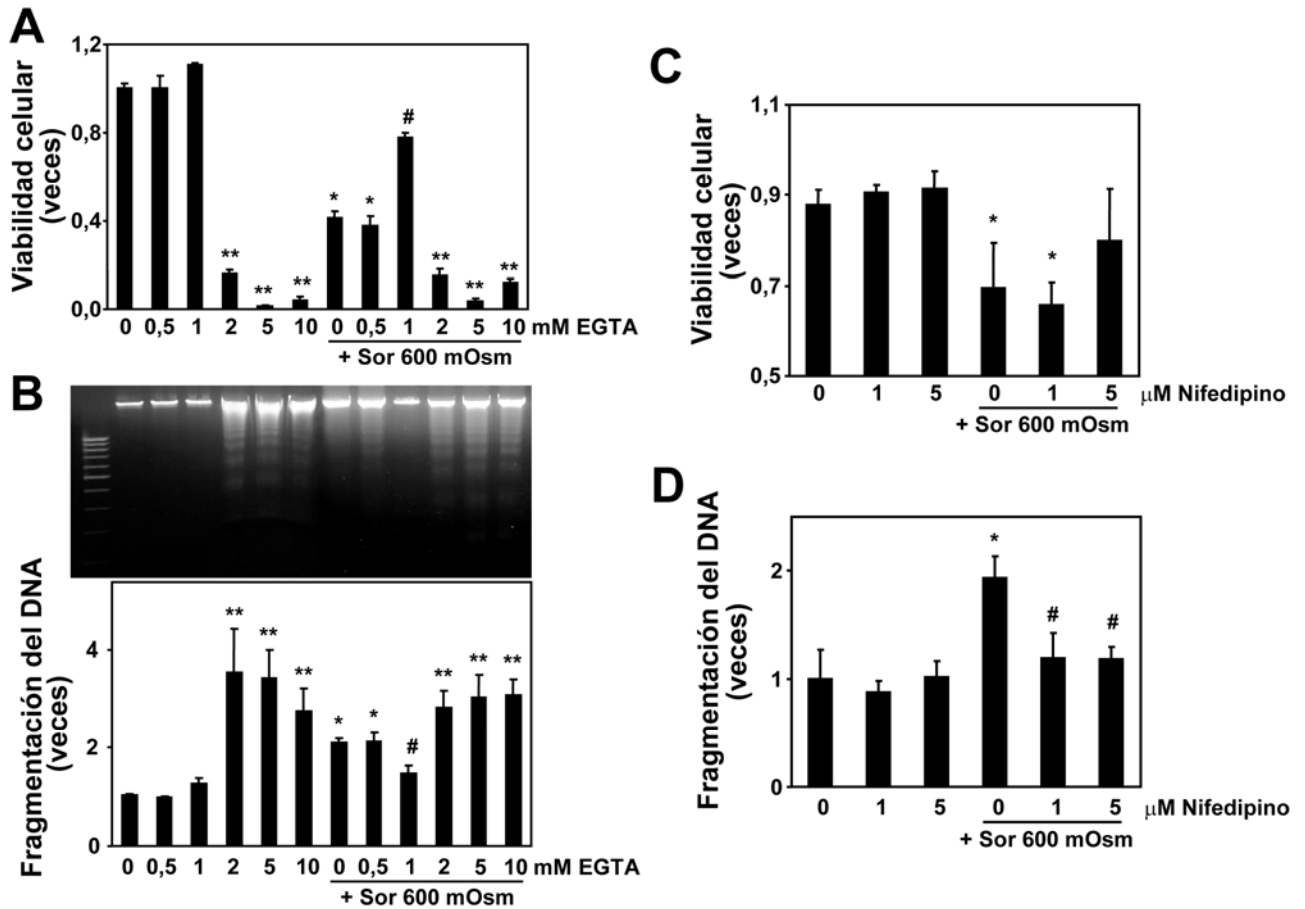 A
Viabilidad celular
(veces)
1,2
0,8
0,4
0,0
* * #
** ** ** ** ** **
0 0,5 1 2 5 10 0 0,5 1 2 5 10 mM EGTA
+ Sor 600 mOsm
B
Fragmentación del DNA
(veces)
4
2
0
** ** ** * * # ** ** **
0 0,5 1 2 5 10 0 0,5 1 2 5 10 mM EGTA
+ Sor 600 mOsm
C
Viabilidad celular
(veces)
1,1
0,9
0,7
0,5
* *
0 1 5 0 1 5 μM Nifedipino
+ Sor 600 mOsm
D
Fragmentación del DNA
(veces)
2
1
0
* # #
0 1 5 0 1 5 μM Nifedipino
+ Sor 600 mOsm